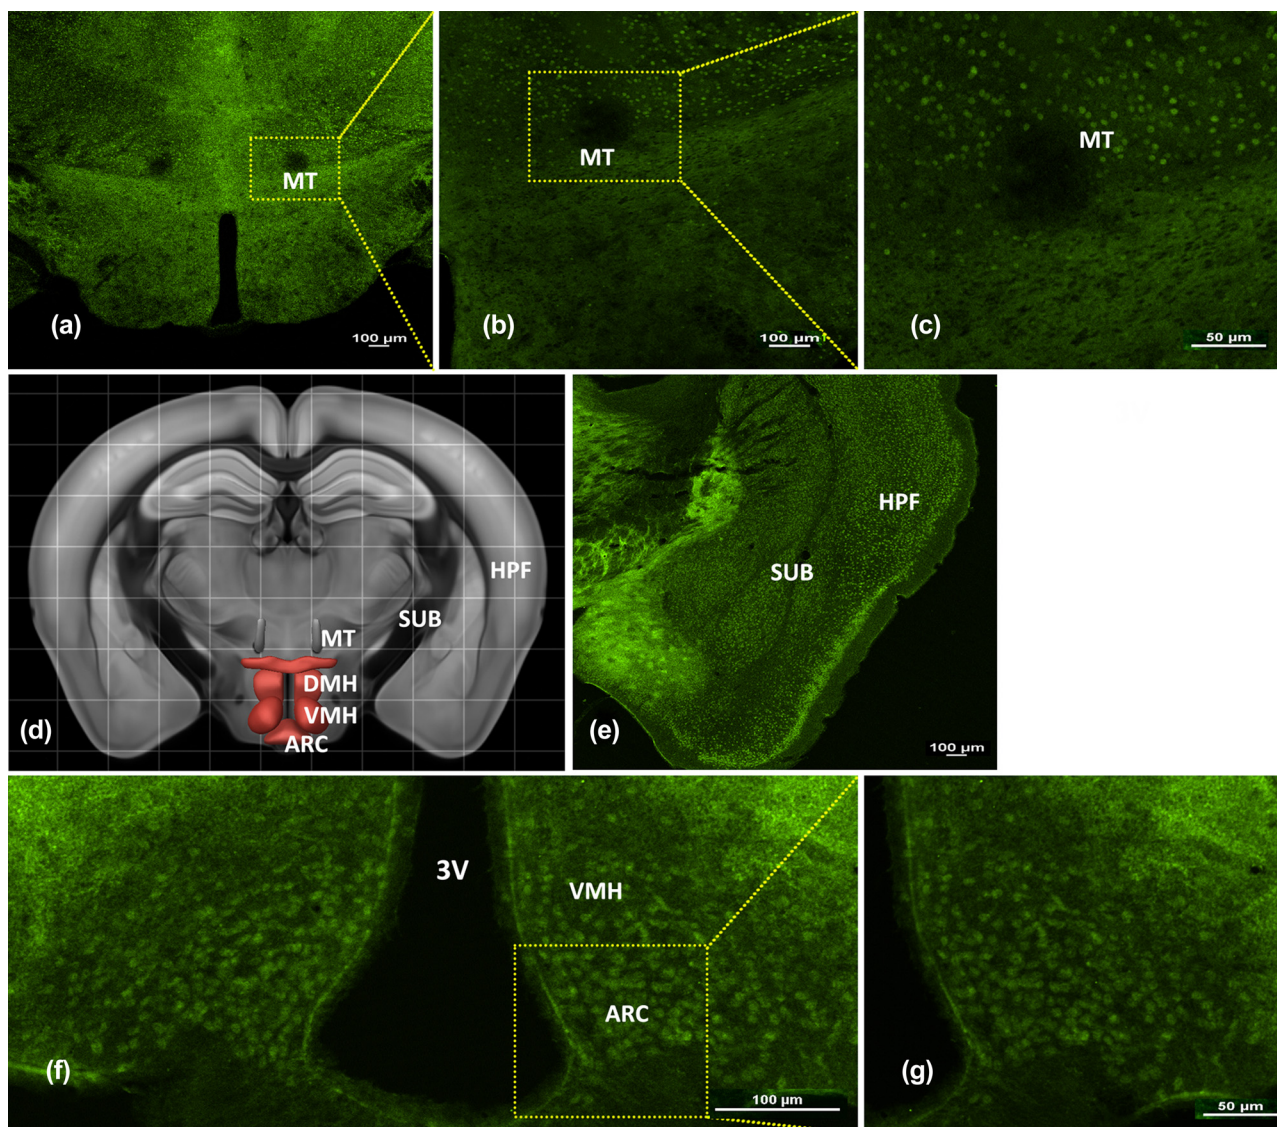 MT
(a)
100 µm
MT
(b)
100 µm
MT
(c)
50 µm
HPF
SUB
MT
DMH
VMH
ARC
(d)
HPF
SUB
(e)
100 µm
3V
VMH
ARC
(f)
100 µm
(g)
50 µm